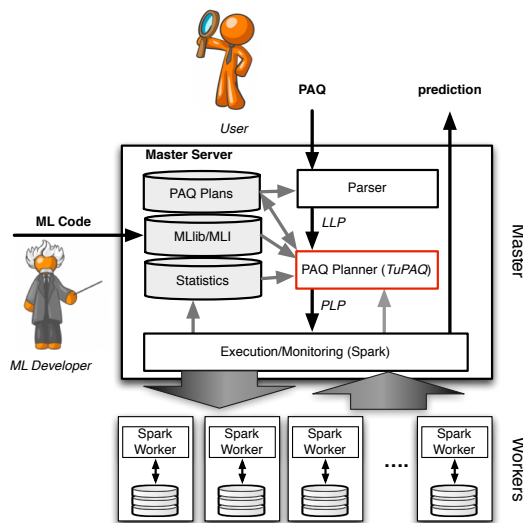 PAQ
prediction
User
Master Server
PAQ Plans
Parser
ML Code
LLP
MLlib/MLI
PAQ Planner (TuPAQ)
Statistics
PLP
Master
ML Developer
Execution/Monitoring (Spark)
Spark
Worker
Spark
Worker
Spark
Worker
....
Spark
Worker
Workers